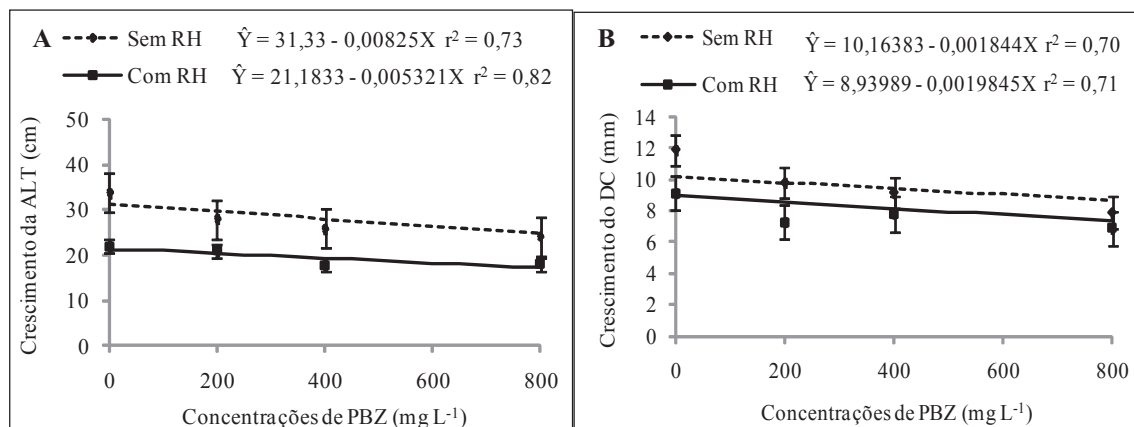 A
Sem RH Ŷ = 31,33 - 0,00825X r² = 0,73
Com RH Ŷ = 21,1833 - 0,005321X r² = 0,82
Crescimento da ALT (cm)
50
40
30
20
10
0
0 200 400 600 800
Concentrações de PBZ (mg L⁻¹)
B
Sem RH Ŷ = 10,16383 - 0,001844X r² = 0,70
Com RH Ŷ = 8,93989 - 0,0019845X r² = 0,71
Crescimento do DC (mm)
14
12
10
8
6
4
2
0
0 200 400 600 800
Concentrações de PBZ (mg L⁻¹)